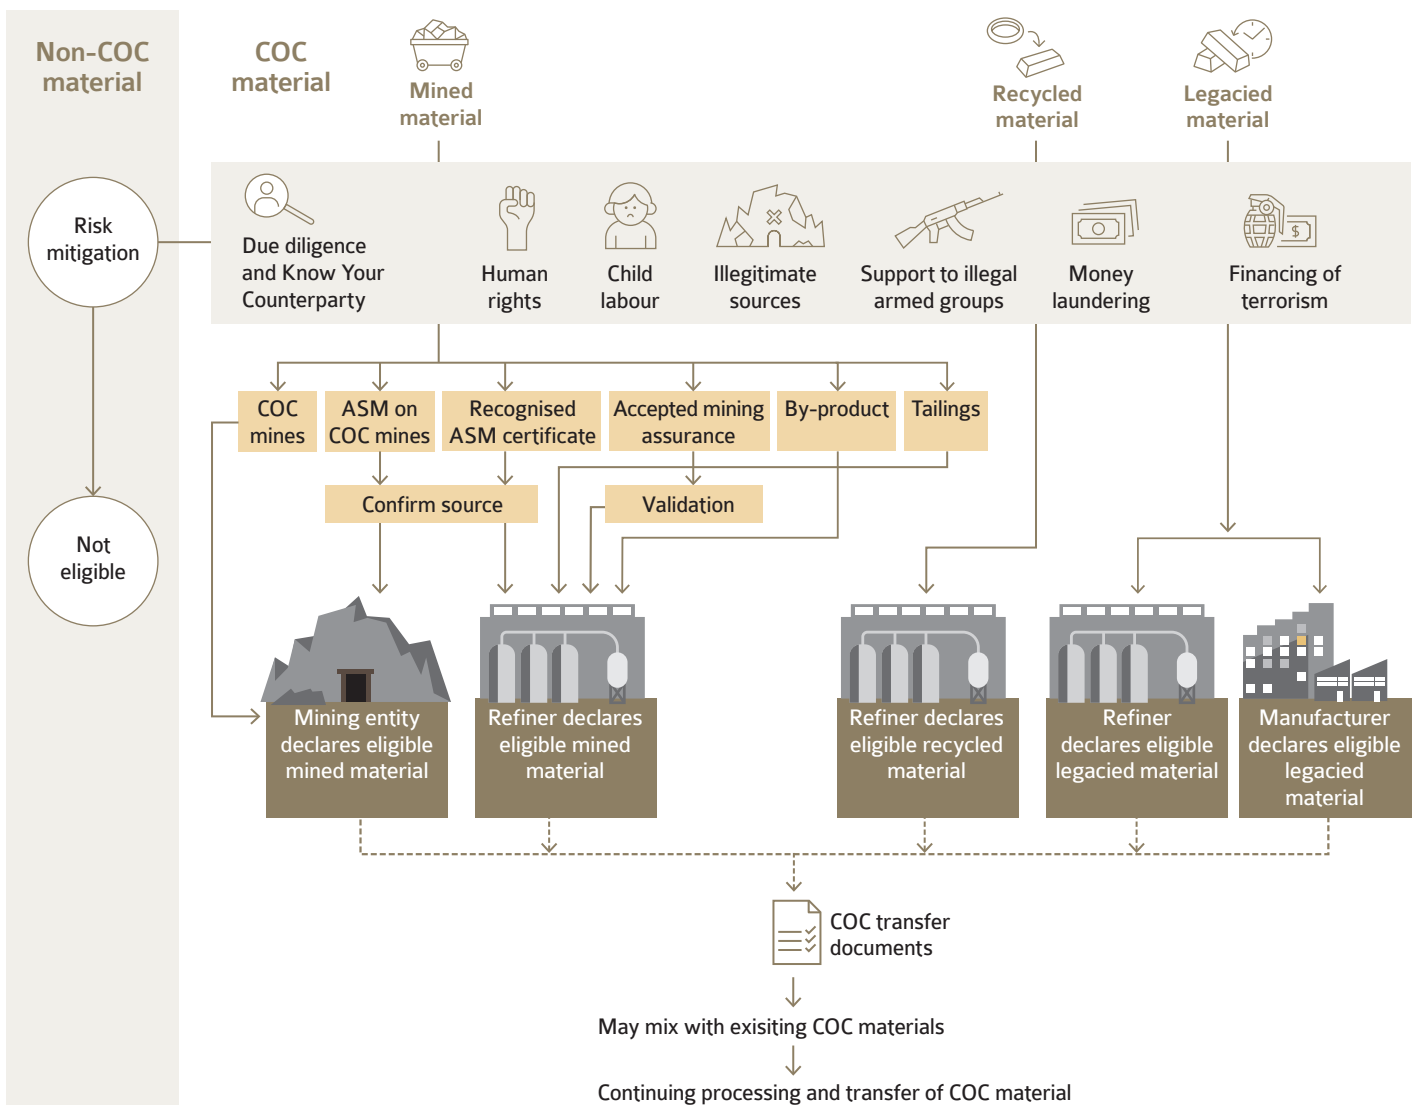 Non-COC
material
COC
material
Mined
material
Recycled
material
Legacied
material
Risk
mitigation
Due diligence
and Know Your
Counterparty
Human
rights
Child
labour
Illegitimate
sources
Support to illegal
armed groups
Money
laundering
$
Financing of
terrorism
COC
mines
ASM on
COC mines
Recognised
ASM certificate
Accepted mining
assurance
By-product
Tailings
Confirm source
Validation
Not
eligible
Mining entity
declares eligible
mined material
Refiner declares
eligible mined
material
Refiner declares
eligible recycled
material
Refiner
declares eligible
legacied material
Manufacturer
declares eligible
legacied
material
COC transfer
documents
May mix with exisiting COC materials
Continuing processing and transfer of COC material